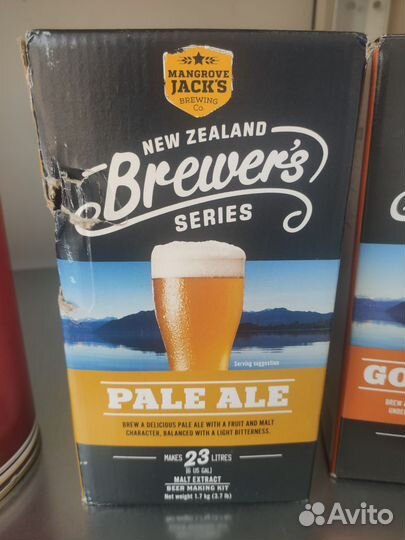 MANGROVE
JACK'S
BREWING
Co.
NEW ZEALAND
Brewer's
SERIES
Serving suggestion
PALE ALE
BREW A DELICIOUS PALE ALE WITH A FRUIT AND MALT
CHARACTER, BALANCED WITH A LIGHT BITTERNESS.
MAKES 23 LITRES
(6 US GAL)
MALT EXTRACT
BEER MAKING KIT
Net weight 1.7 kg (3.7 lb)
GO
BREW A
UNDE
Avito